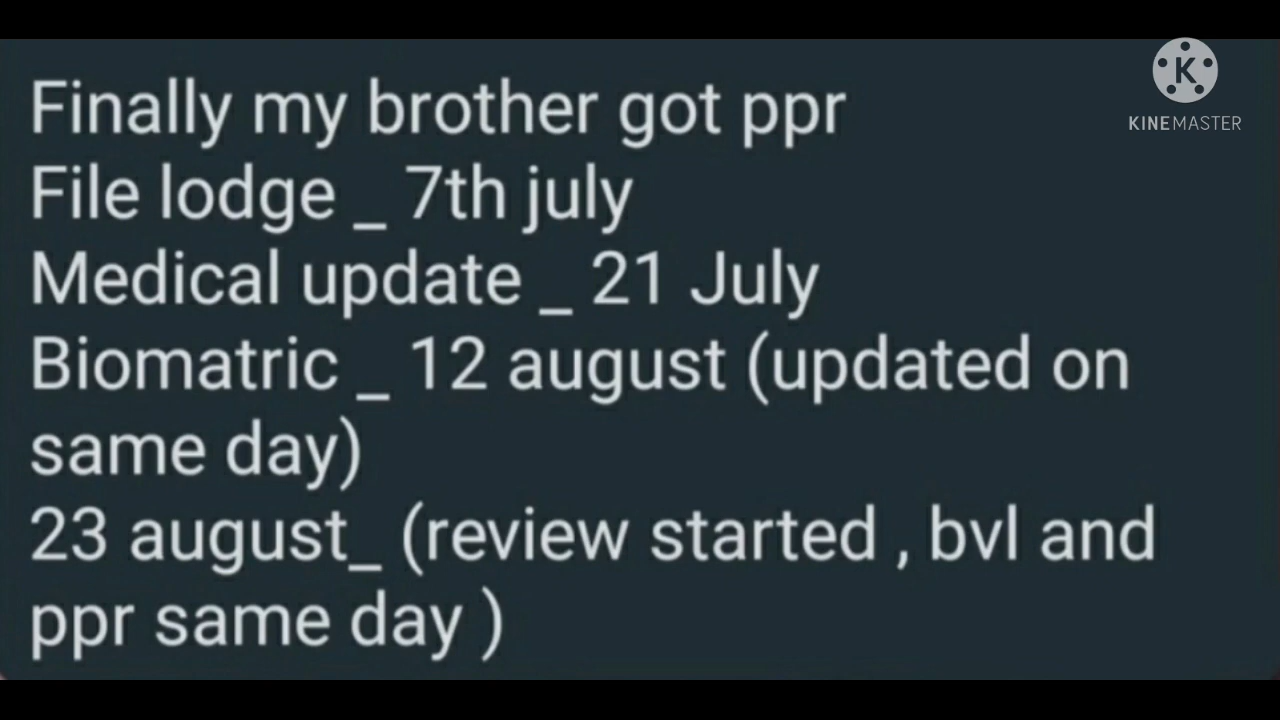 Finally my brother got ppr
File lodge _ 7th july
Medical update _ 21 July
Biomatric _ 12 august (updated on
same day)
23 august_ (review started , bvl and
ppr same day )
K
KINEMASTER